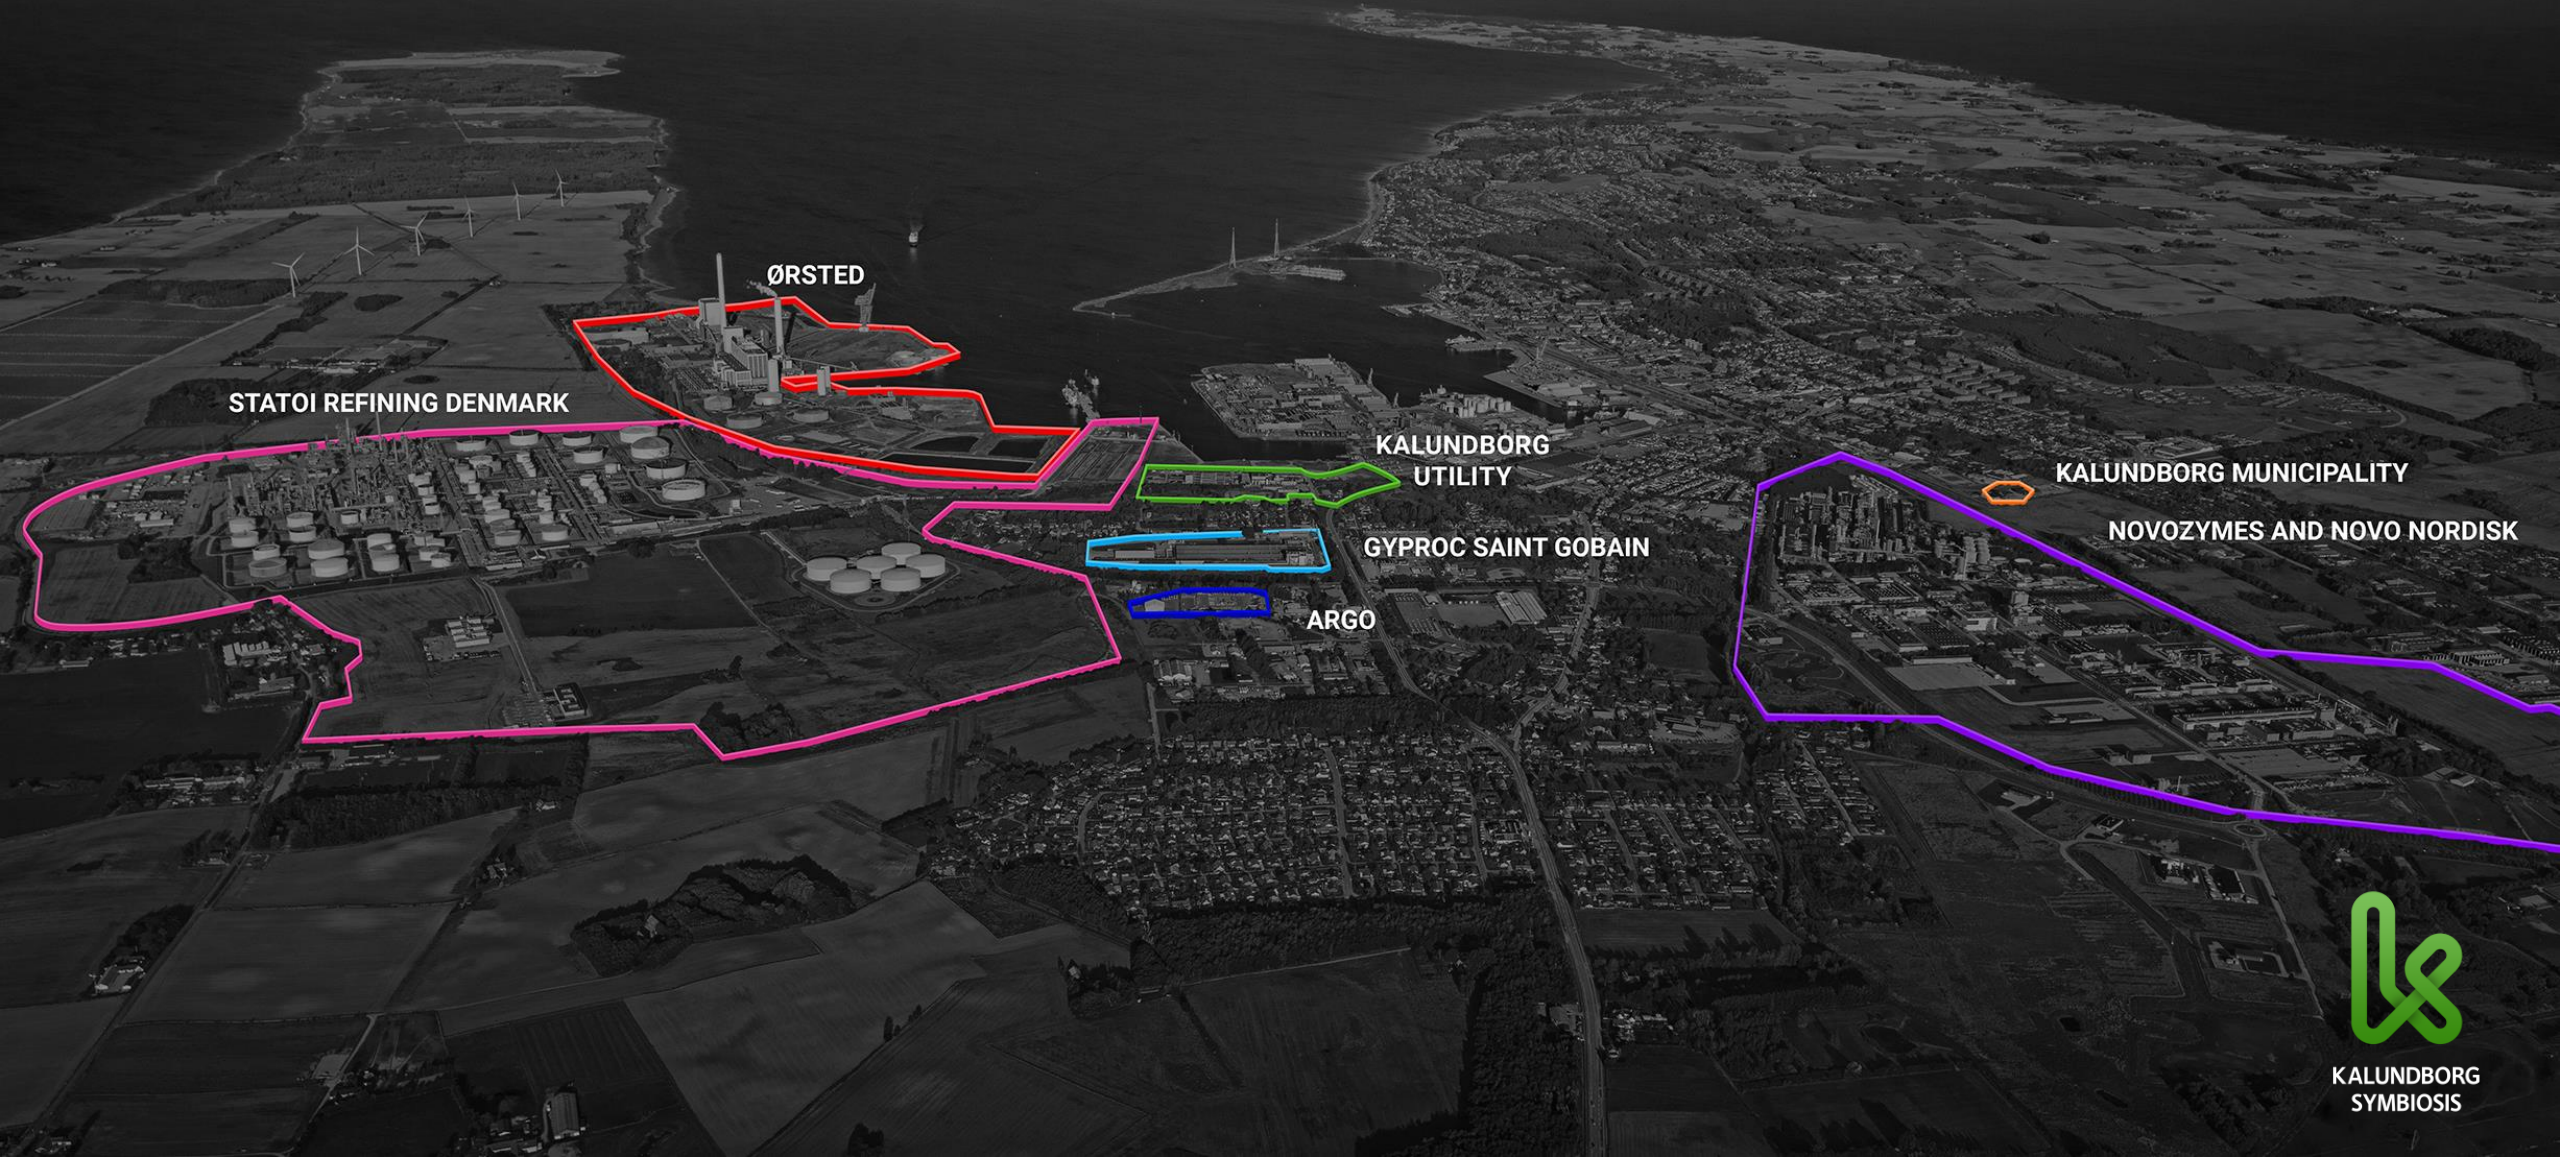 ØRSTED
STATOI REFINING DENMARK
KALUNDBORG
UTILITY
KALUNDBORG MUNICIPALITY
NOVOZYMES AND NOVO NORDISK
GYPROC SAINT GOBAIN
ARGO
KALUNDBORG
SYMBIOSIS